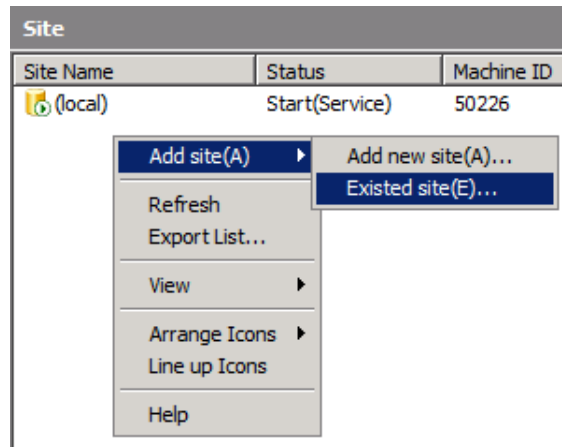 Site
Site Name Status Machine ID
(local) Start(Service) 50226
Add site(A) Add new site(A)...
Existed site(E)...
Refresh
Export List...
View
Arrange Icons
Line up Icons
Help